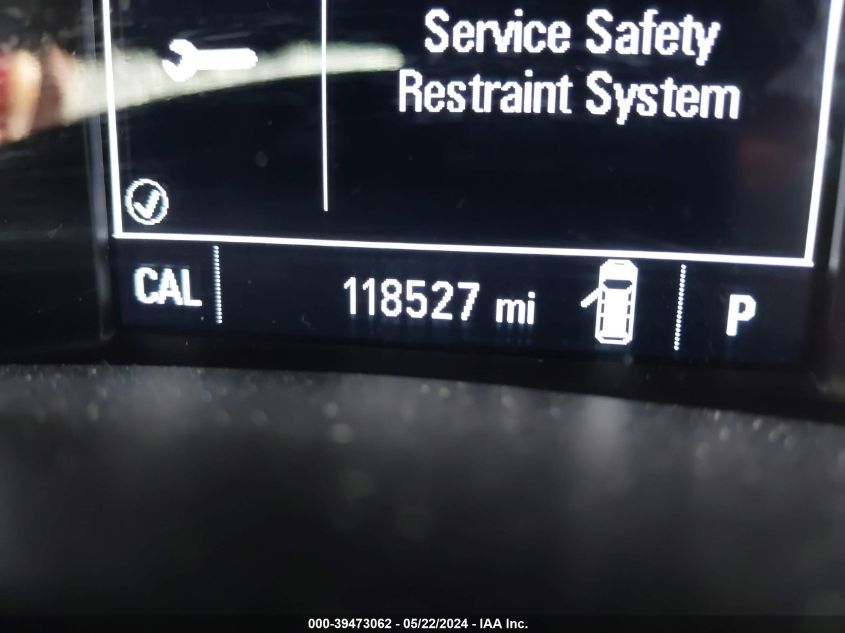 Service Safety
Restraint System
CAL 118527 mi P
000-39473062 - 05/22/2024 - IAA Inc.